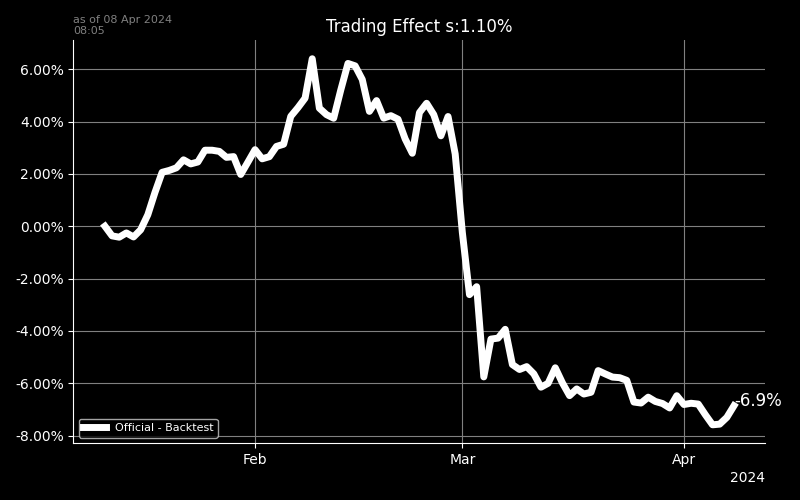 as of 08 Apr 2024
08:05
Trading Effect s:1.10%
6.00%
4.00%
2.00%
0.00%
-2.00%
-4.00%
-6.00%
-8.00%
-6.9%
Official - Backtest
Feb
Mar
Apr
2024